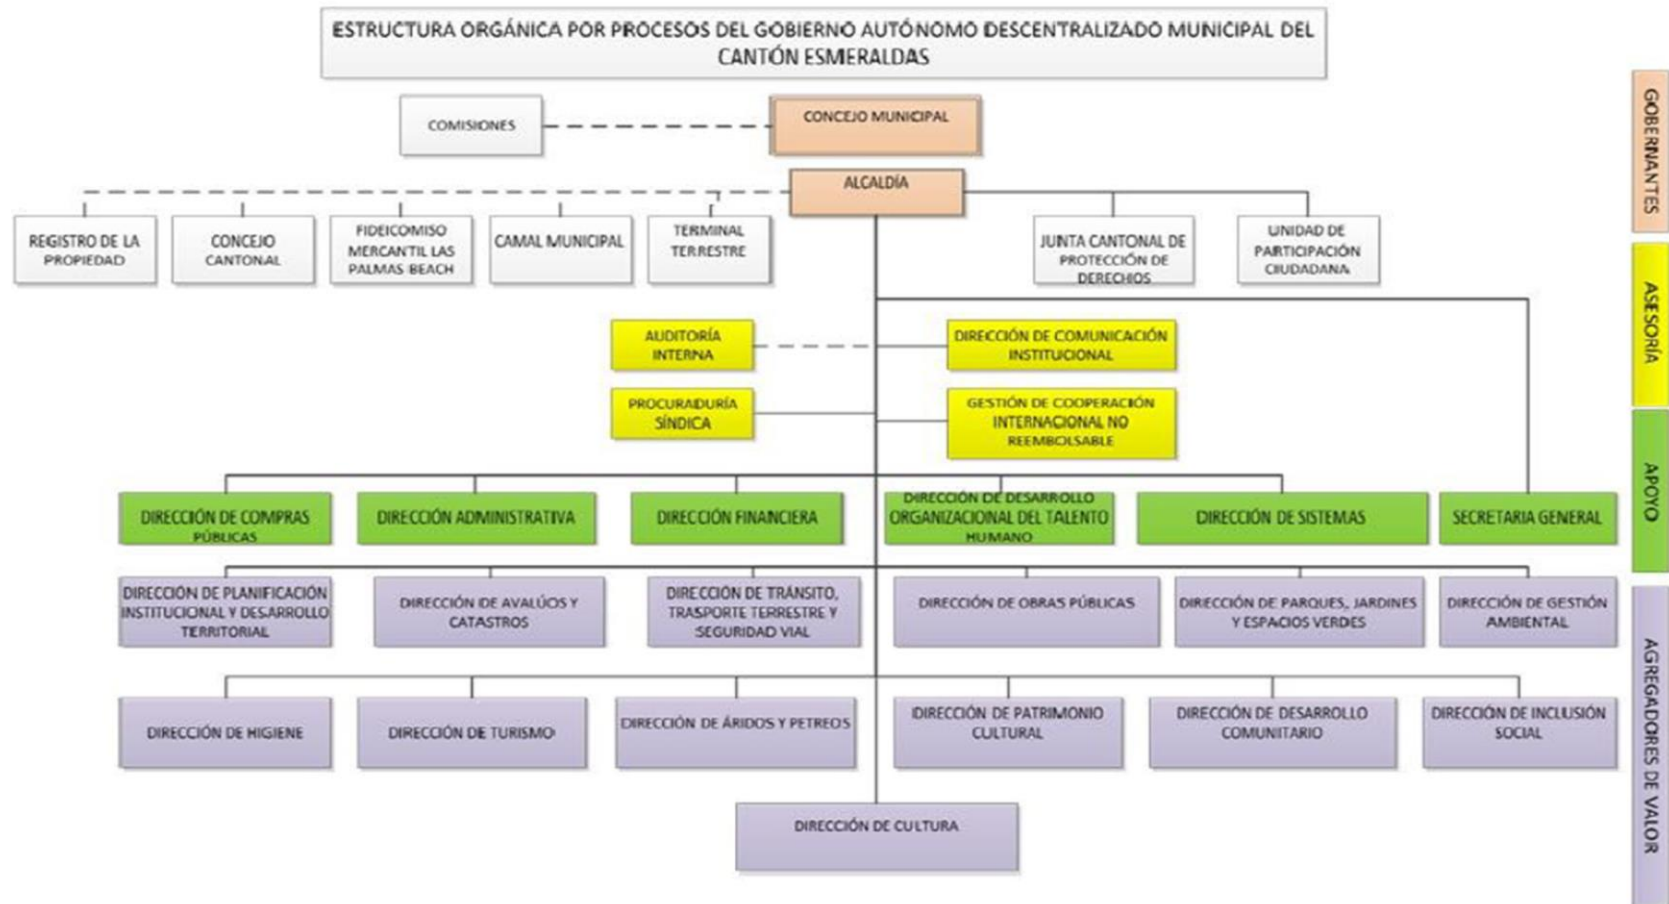 ESTRUCTURA ORGÁNICA POR PROCESOS DEL GOBIERNO AUTÓNOMO DESCENTRALIZADO MUNICIPAL DEL
CANTÓN ESMERALDAS
COMISIONES
CONCEJO MUNICIPAL
ALCALDÍA
REGISTRO DE LA
PROPIEDAD
CONCEJO
CANTONAL
FIDEICOMISO
MERCANTIL LAS
PALMAS BEACH
CAMAL MUNICIPAL
TERMINAL
TERRESTRE
JUNTA CANTONAL DE
PROTECCIÓN DE
DERECHOS
UNIDAD DE
PARTICIPACIÓN
CIUDADANA
GOBERNANTES
AUDITORÍA
INTERNA
DIRECCIÓN DE COMUNICACIÓN
INSTITUCIONAL
PROCURADURÍA
SÍNDICA
GESTIÓN DE COOPERACIÓN
INTERNACIONAL NO
REEMBOLSABLE
ASESORÍA
DIRECCIÓN DE COMPRAS
PÚBLICAS
DIRECCIÓN ADMINISTRATIVA
DIRECCIÓN FINANCIERA
DIRECCIÓN DE DESARROLLO
ORGANIZACIONAL DEL TALENTO
HUMANO
DIRECCIÓN DE SISTEMAS
SECRETARIA GENERAL
APOYO
DIRECCIÓN DE PLANIFICACIÓN
INSTITUCIONAL Y DESARROLLO
TERRITORIAL
DIRECCIÓN DE AVALÚOS Y
CATASTROS
DIRECCIÓN DE TRÁNSITO,
TRASPORTE TERRESTRE Y
SEGURIDAD VIAL
DIRECCIÓN DE OBRAS PÚBLICAS
DIRECCIÓN DE PARQUES, JARDINES
Y ESPACIOS VERDES
DIRECCIÓN DE GESTIÓN
AMBIENTAL
DIRECCIÓN DE HIGIENE
DIRECCIÓN DE TURISMO
DIRECCIÓN DE ÁRIDOS Y PETREOS
DIRECCIÓN DE PATRIMONIO
CULTURAL
DIRECCIÓN DE DESARROLLO
COMUNITARIO
DIRECCIÓN DE INCLUSIÓN
SOCIAL
DIRECCIÓN DE CULTURA
AGREGADORES DE VALOR